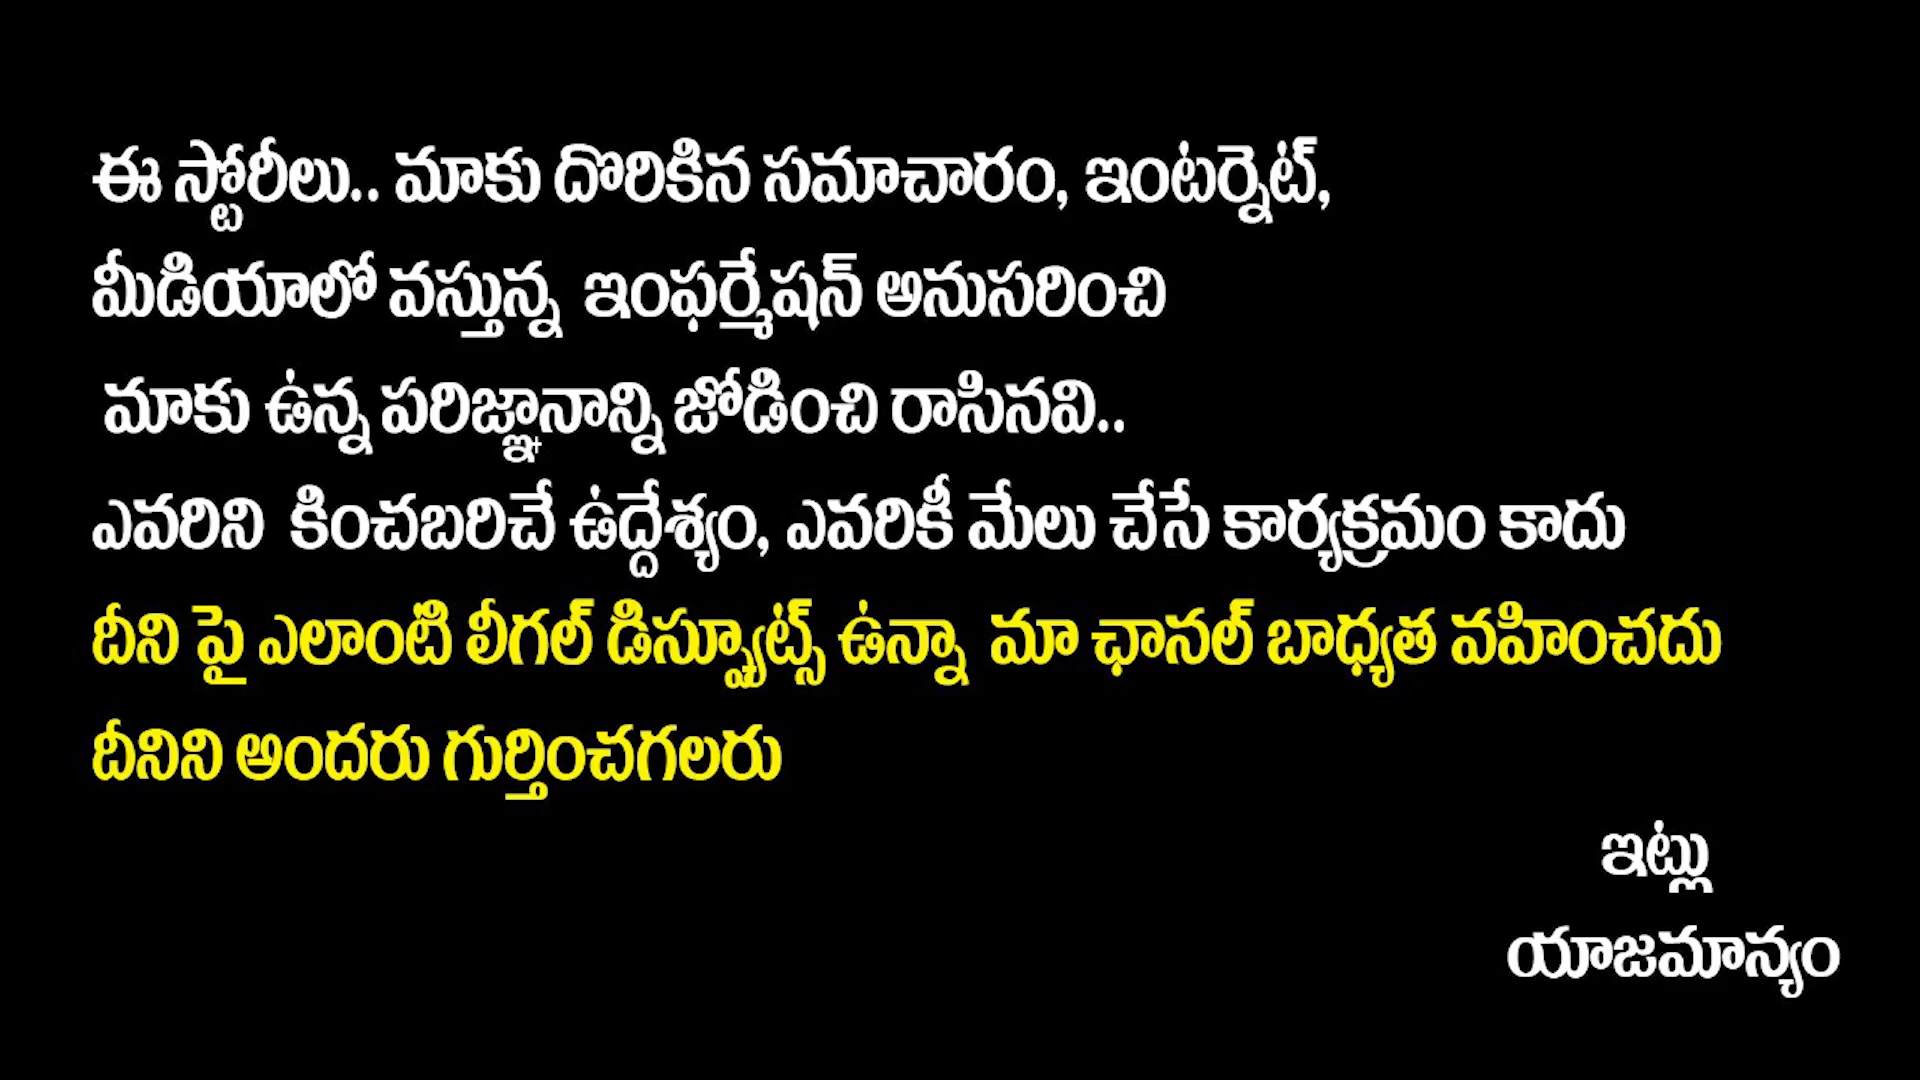 ఈ స్టోరీలు.. మాకు దొరికిన సమాచారం, ఇంటర్నెట్,
మీడియాలో వస్తున్న ఇంఫర్మేషన్ అనుసరించి
మాకు ఉన్న పరిజ్ఞానాన్ని జోడించి రాసినవి..
ఎవరిని కించబరిచే ఉద్దేశ్యం, ఎవరికీ మేలు చేసే కార్యక్రమం కాదు
దీని పై ఎలాంటి లీగల్ డిస్ప్యూట్స్ ఉన్నా మా ఛానల్ బాధ్యత వహించదు
దీనిని అందరు గుర్తించగలరు
ఇట్లు
యాజమాన్యం